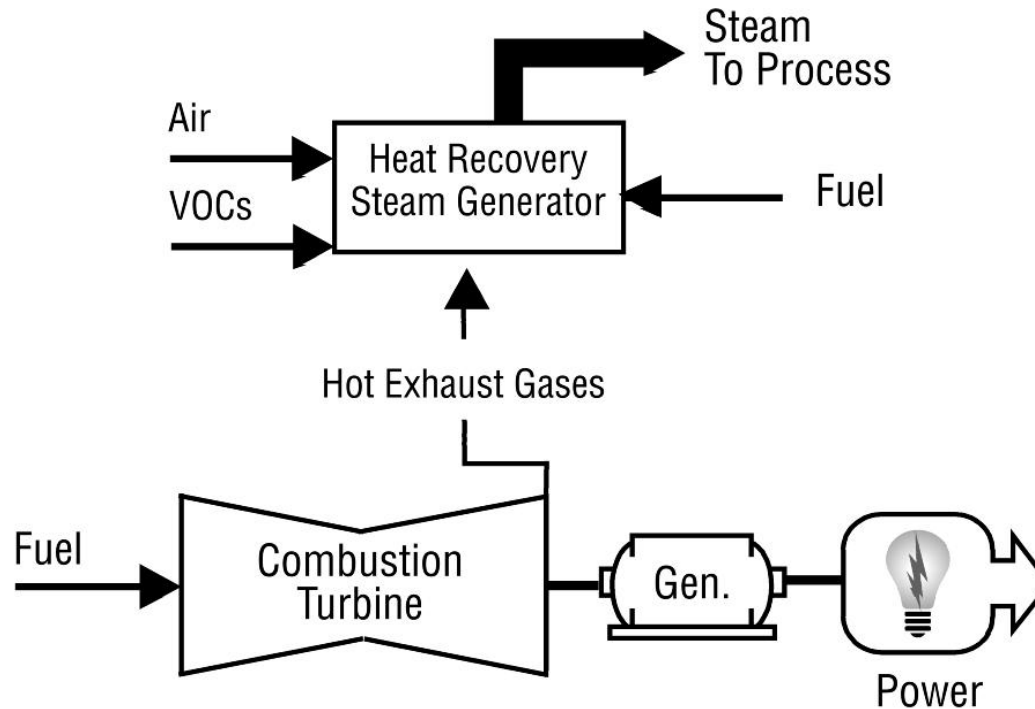 Steam
To Process
Air
Heat Recovery
Steam Generator
VOCs
Fuel
Hot Exhaust Gases
Fuel
Combustion
Turbine
Gen.
Power